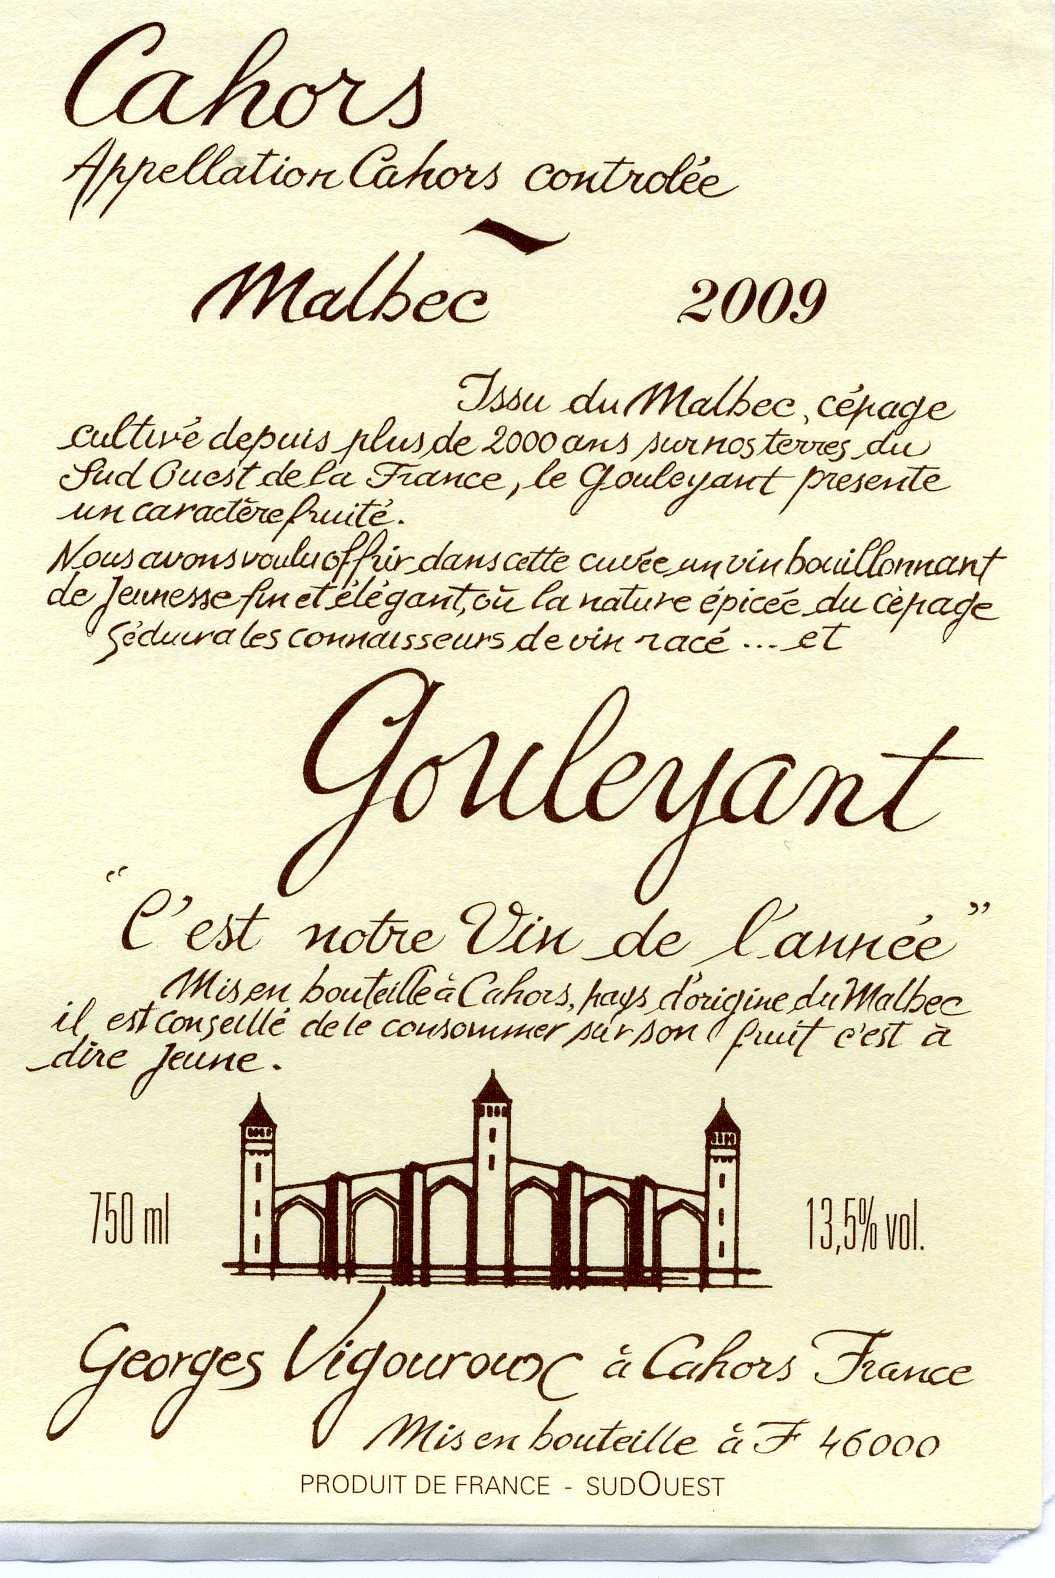 Cahors
Appellation Cahors controlée
Malbec 2009
Issu du Malbec, cépage
cultivé depuis plus de 2000 ans sur nos terres du
Sud Ouest de la France, le Gouleyant presente
un caractère fruité.
Nous avons voulu offrir dans cette cuvée un vin bouillonnant
de Jeunesse fin et élégant, où la nature épicée du cépage
Séduira les connaisseurs de vin racé ... et
Gouleyant
"C'est notre Vin de l'année"
Mis en bouteille à Cahors, pays d'origine du Malbec
il est conseillé de le consommer sur son fruit c'est à
dire Jeune.
750 ml 13,5% vol.
Georges Vigouroux à Cahors France
Mis en bouteille à F 46000
PRODUIT DE FRANCE - SUDOUEST